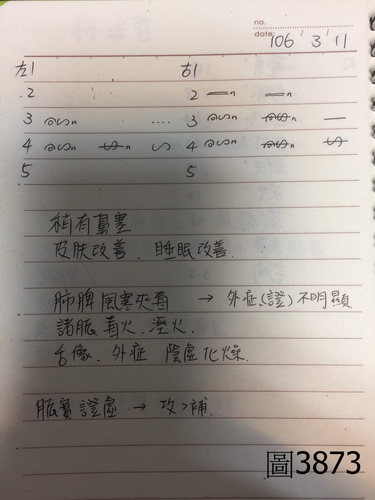 no.
date: 106' 3' 11
左1 右1
.2 2 n
3 n .... 3 n
4 n n 4 n n
5 5
稍有鼻塞
皮膚改善、睡眠改善.
肺脾風寒夾毒 → 外症(證)不明顯
諸脈毒火、溼火.
舌像、外症 陰虛化燥.
脈實證虛 → 攻>補.
圖3873